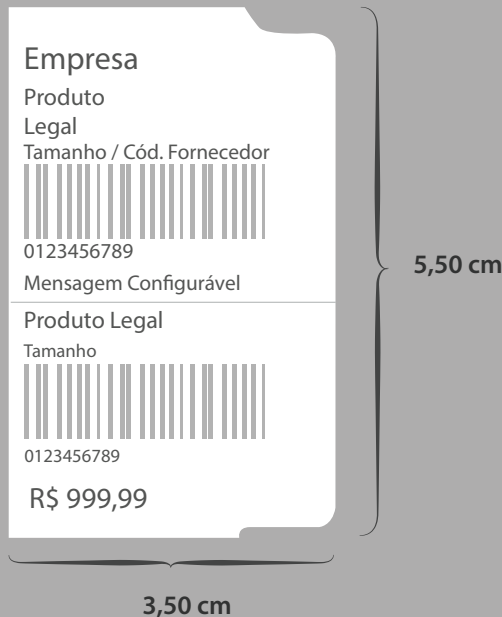 Empresa
Produto
Legal
Tamanho / Cód. Fornecedor
0123456789
Mensagem Configurável
Produto Legal
Tamanho
0123456789
R$ 999,99
5,50 cm
3,50 cm